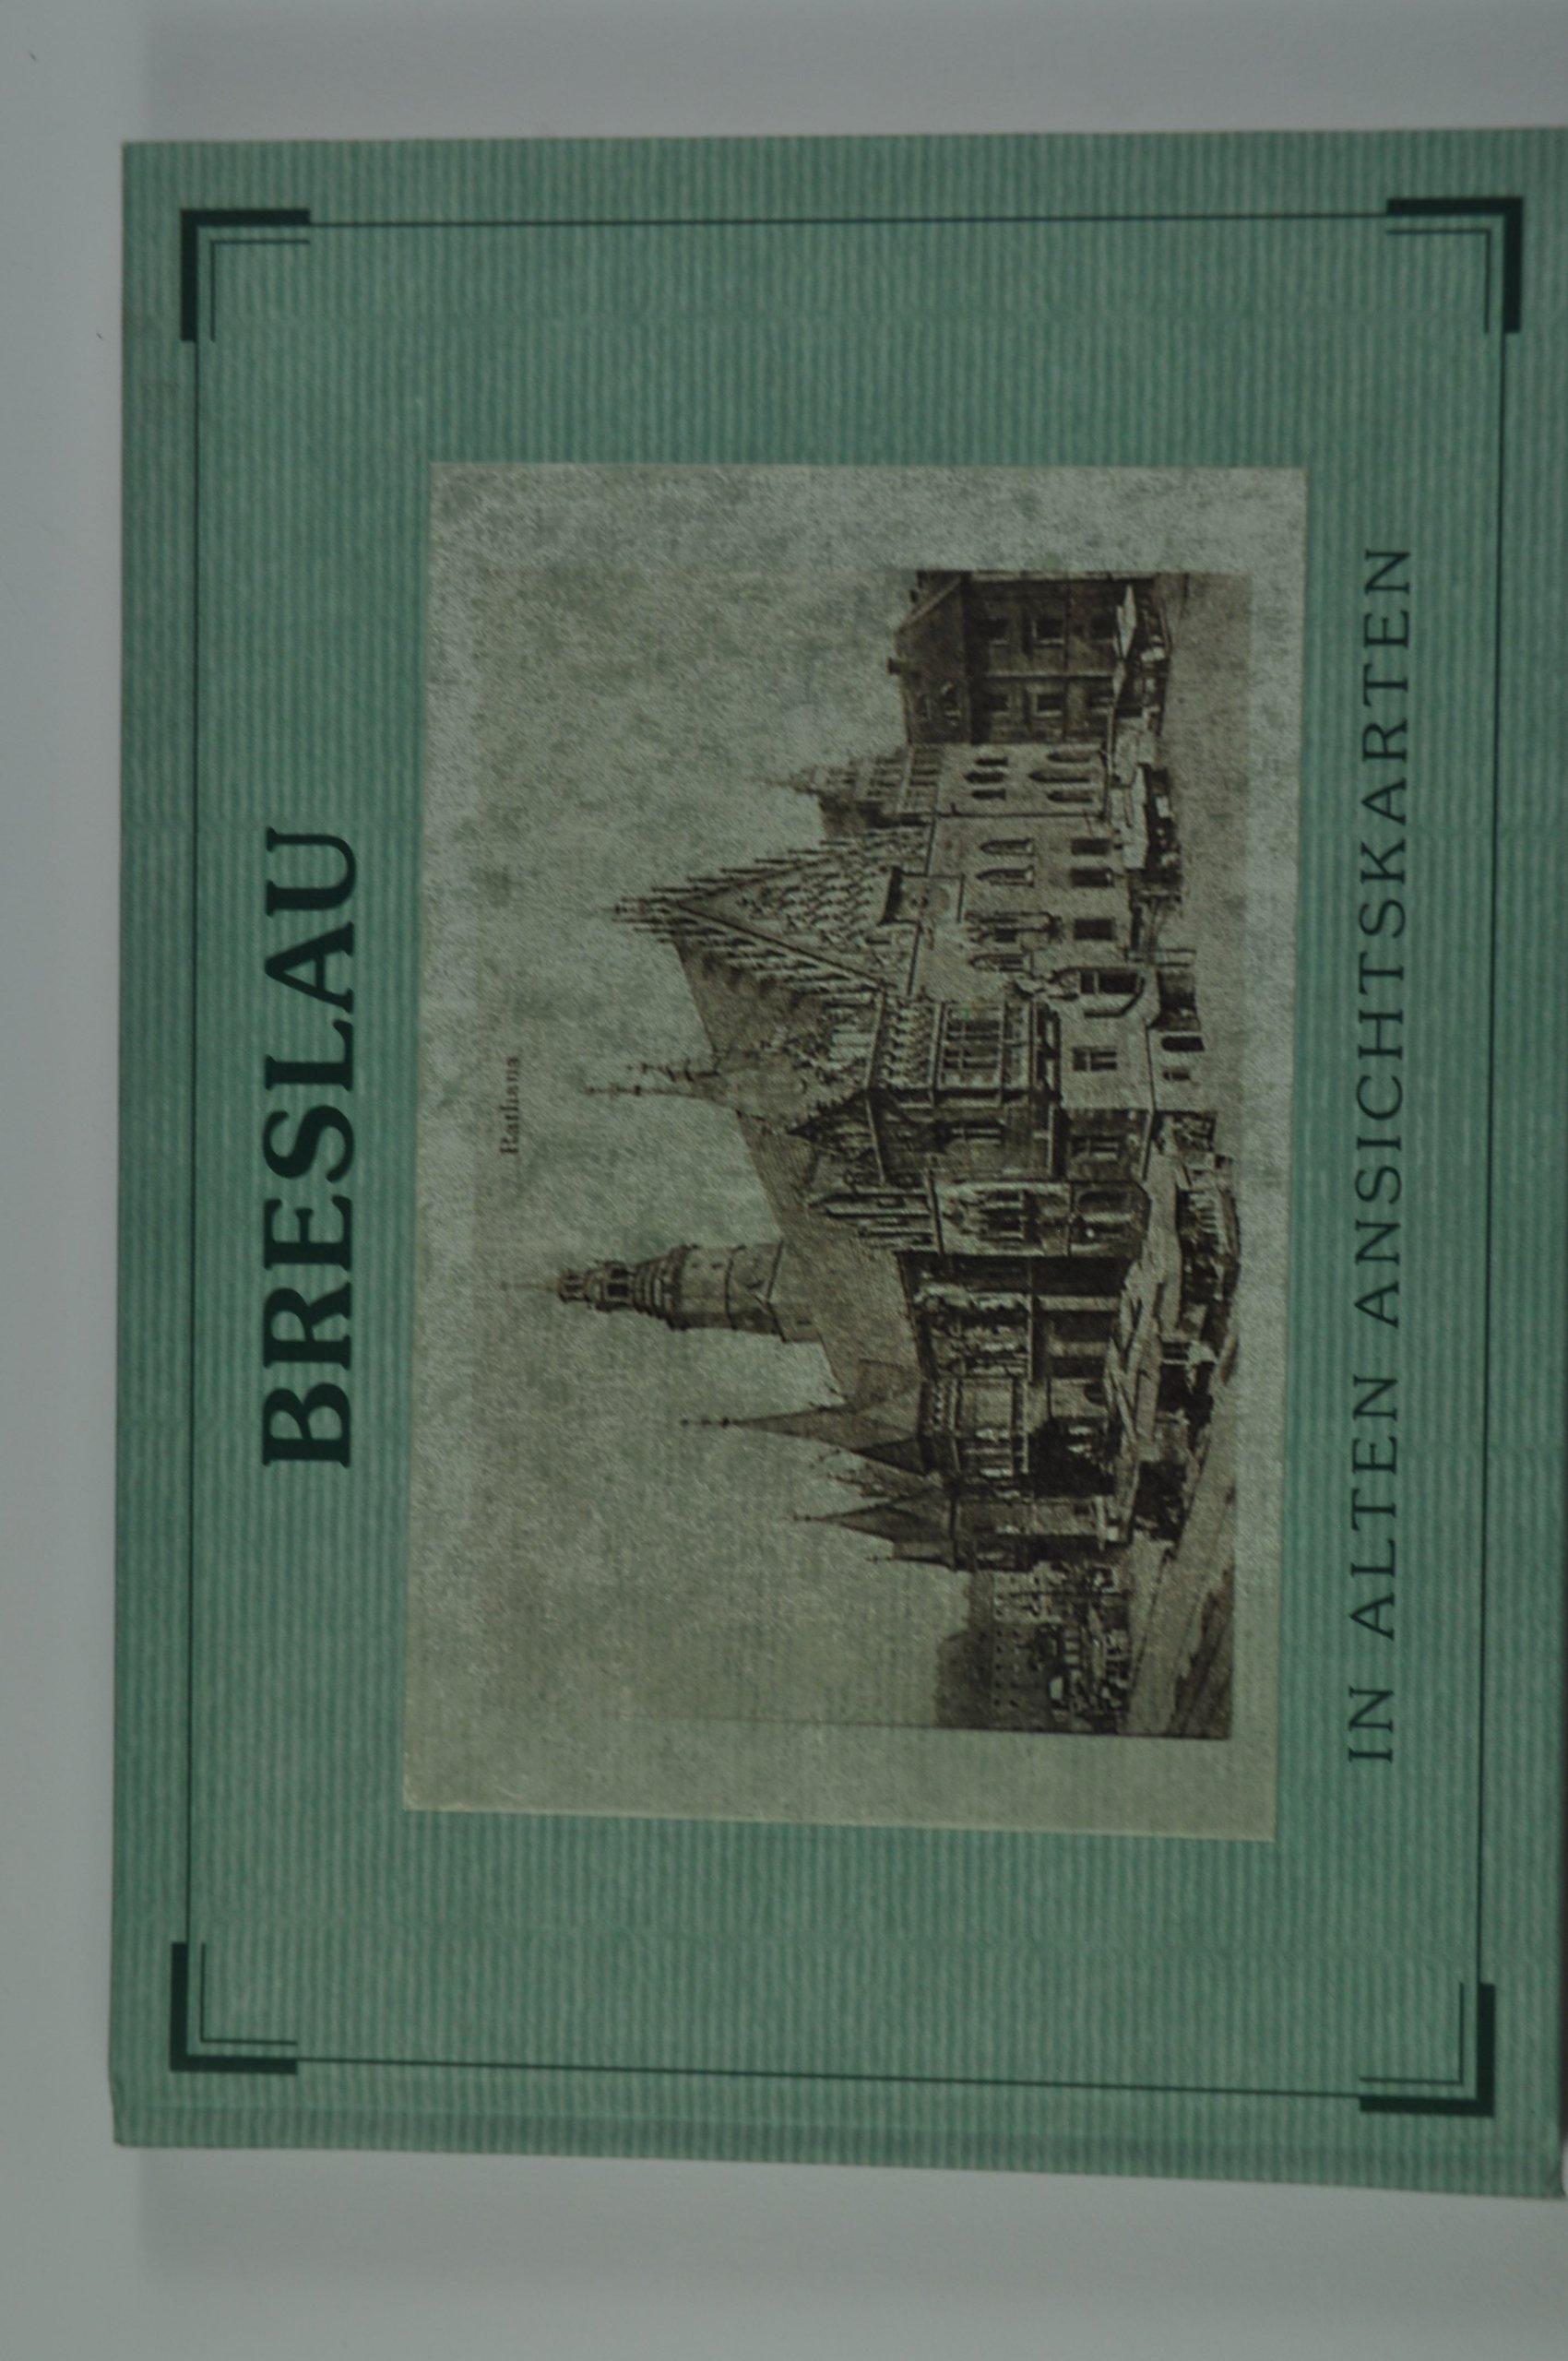 BRESLAU
Rathaus
IN ALTEN ANSICHTSKARTEN